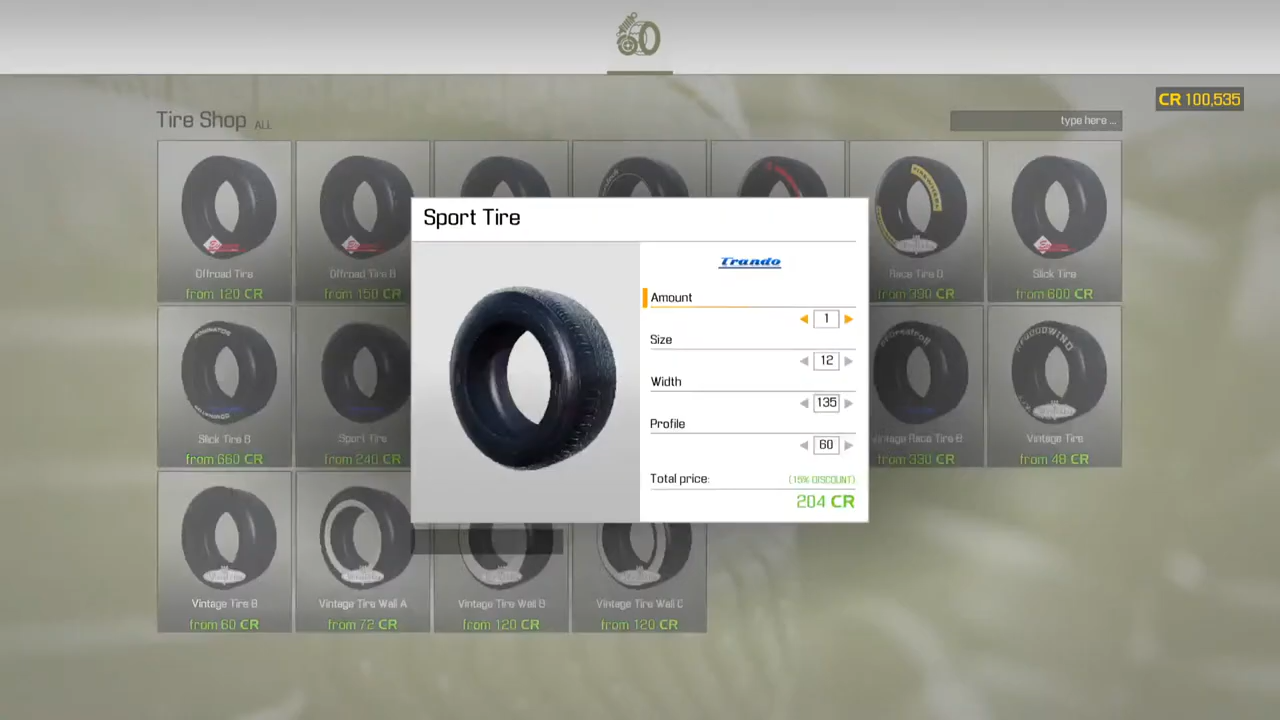 CR 100,535
Tire Shop ALL
type here ...
Offroad Tire
from 120 CR
Offroad Tire B
from 150 CR
Race Tire B
from 390 CR
Slick Tire
from 600 CR
Sport Tire
Trando
Amount
1
Size
12
Width
135
Profile
60
Total price:
(15% DISCOUNT)
204 CR
Slick Tire B
from 660 CR
Sport Tire
from 240 CR
Vintage Race Tire B
from 330 CR
Vintage Tire
from 48 CR
Vintage Tire B
from 60 CR
Vintage Tire Wall A
from 72 CR
Vintage Tire Wall B
from 120 CR
Vintage Tire Wall C
from 120 CR